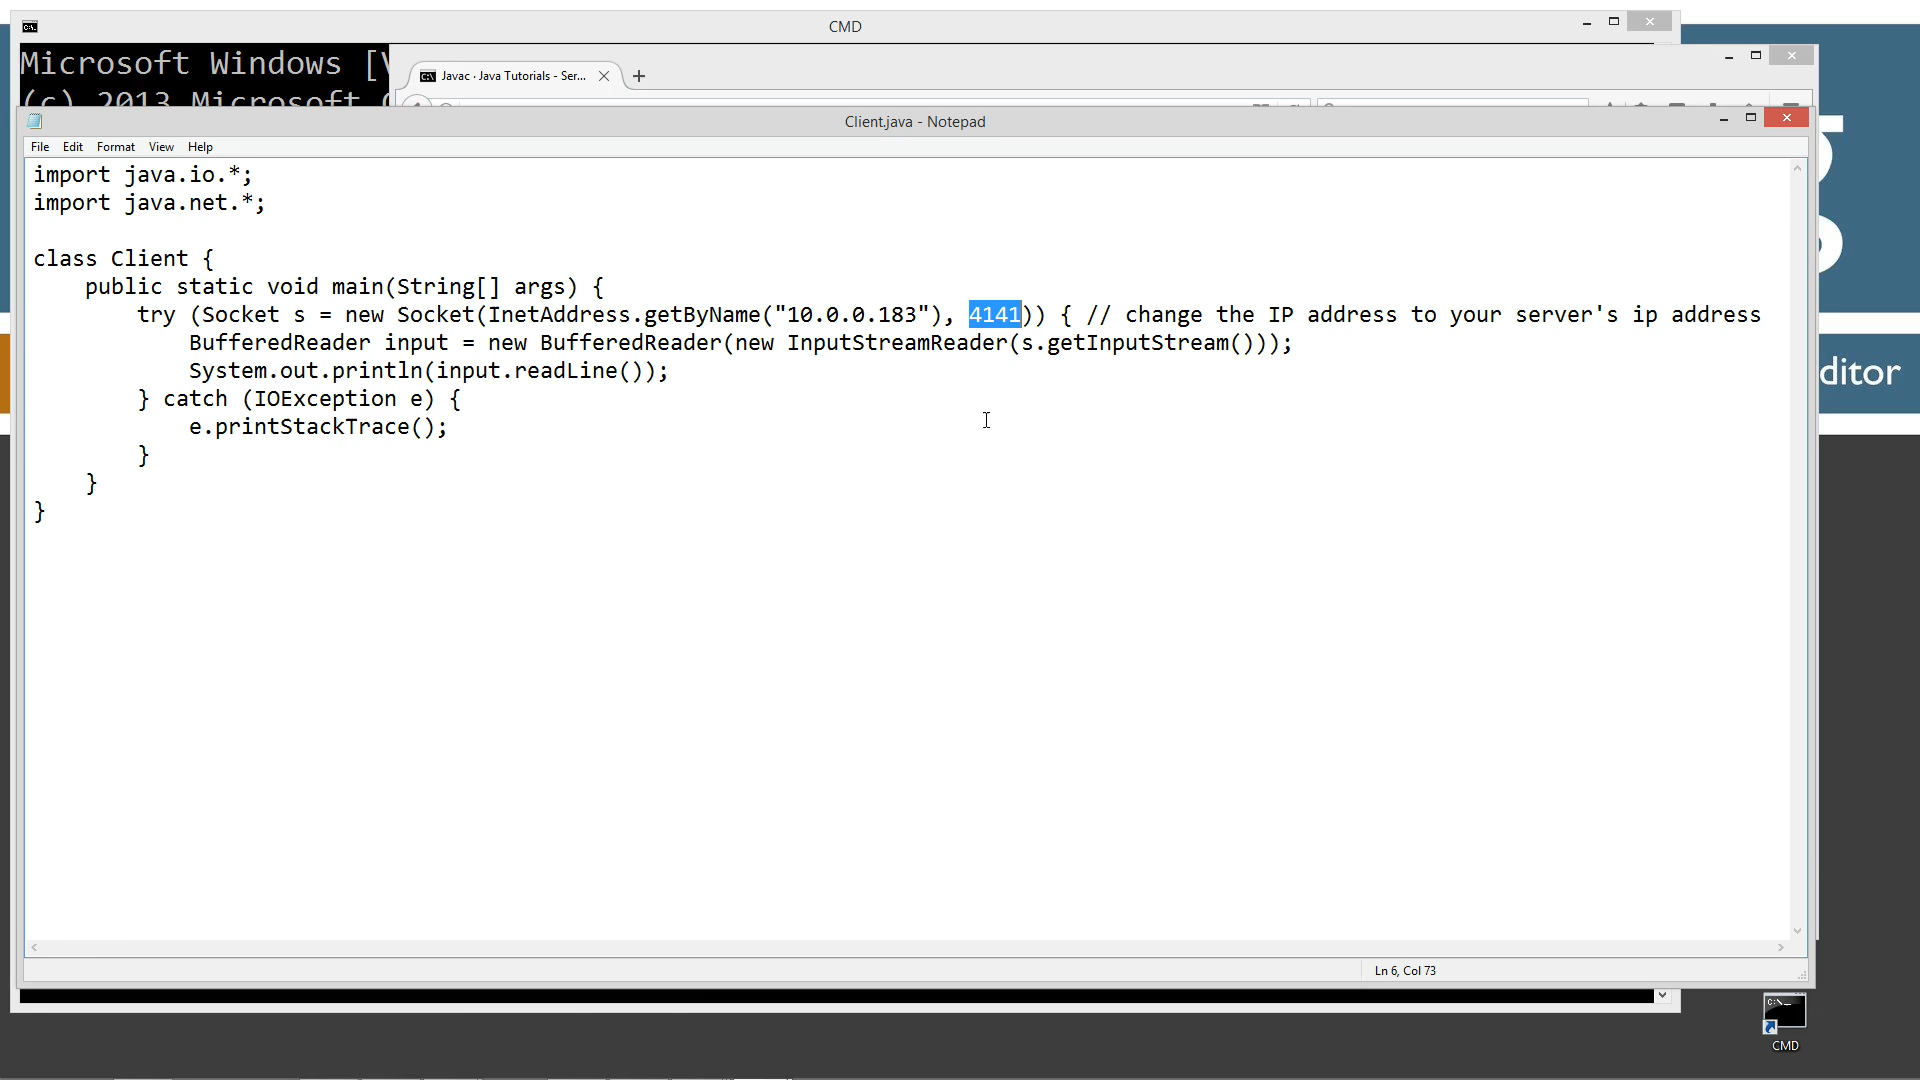 CMD
Microsoft Windows [V
(c) 2013 Microsoft C
Javac · Java Tutorials - Ser...
Client.java - Notepad
File Edit Format View Help
import java.io.*;
import java.net.*;
class Client {
public static void main(String[] args) {
try (Socket s = new Socket(InetAddress.getByName("10.0.0.183"), 4141)) { // change the IP address to your server's ip address
BufferedReader input = new BufferedReader(new InputStreamReader(s.getInputStream()));
System.out.println(input.readLine());
} catch (IOException e) {
e.printStackTrace();
}
}
}
ditor
Ln 6, Col 73
CMD